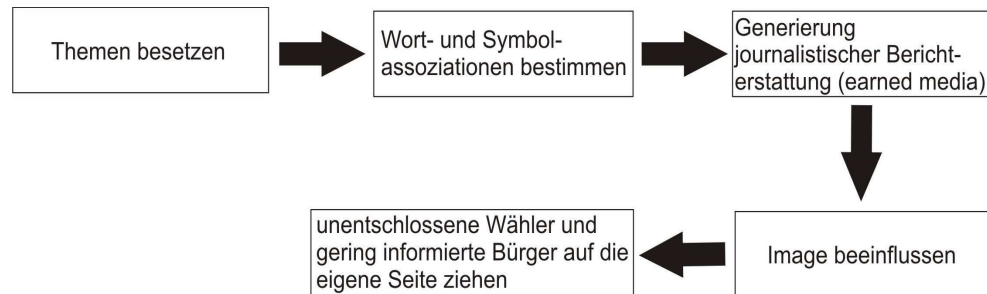 Themen besetzen
Wort- und Symbol-
assoziationen bestimmen
Generierung
journalistischer Bericht-
erstattung (earned media)
Image beeinflussen
unentschlossene Wähler und
gering informierte Bürger auf die
eigene Seite ziehen